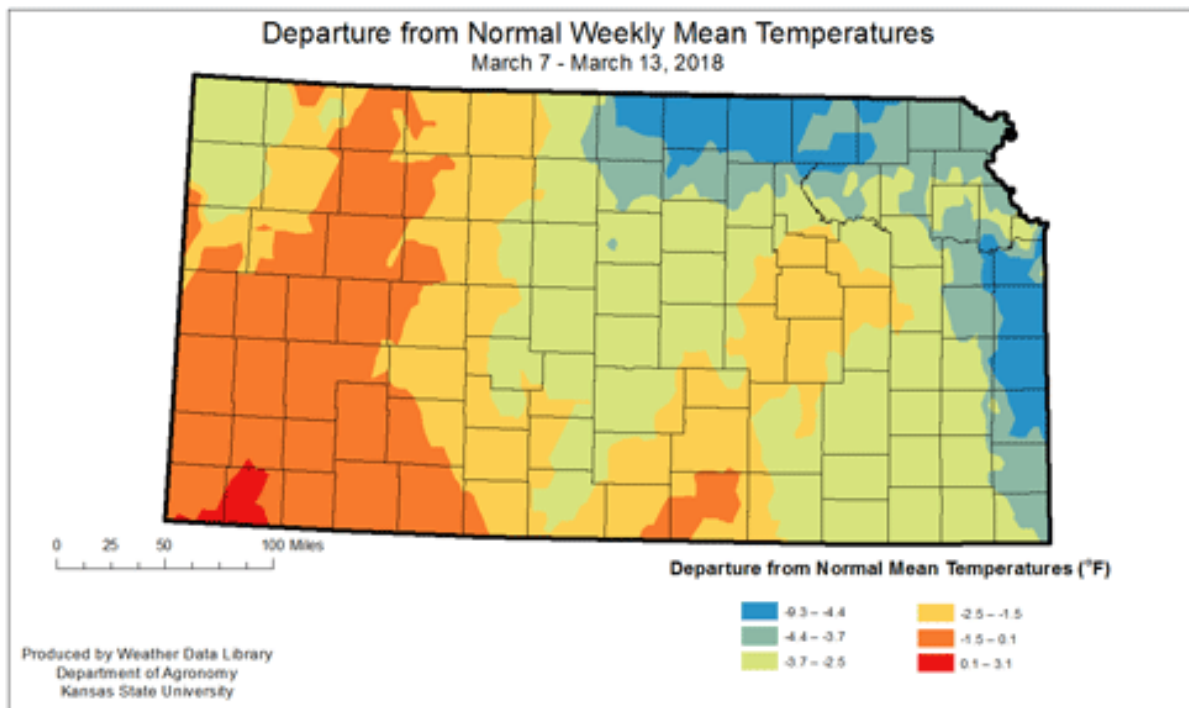 Departure from Normal Weekly Mean Temperatures
March 7 - March 13, 2018
0 25 50 100 Miles
Departure from Normal Mean Temperatures (°F)
-9.3 – -4.4
-4.4 – -3.7
-3.7 – -2.5
-2.5 – -1.5
-1.5 – 0.1
0.1 – 3.1
Produced by Weather Data Library
Department of Agronomy
Kansas State University